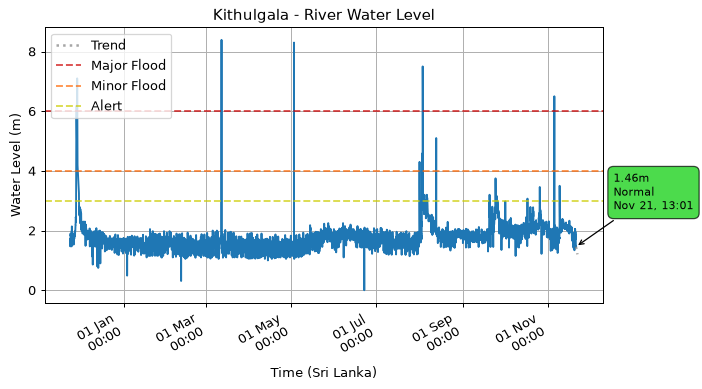 Kithulgala - River Water Level
Trend
Major Flood
Minor Flood
Alert
Water Level (m)
8
6
4
2
0
1.46m
Normal
Nov 21, 13:01
01 Jan
00:00
01 Mar
00:00
01 May
00:00
01 Jul
00:00
01 Sep
00:00
01 Nov
00:00
Time (Sri Lanka)